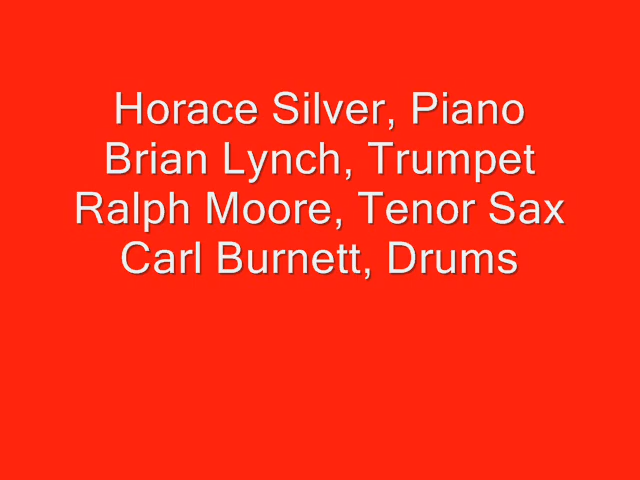 Horace Silver, Piano
Brian Lynch, Trumpet
Ralph Moore, Tenor Sax
Carl Burnett, Drums